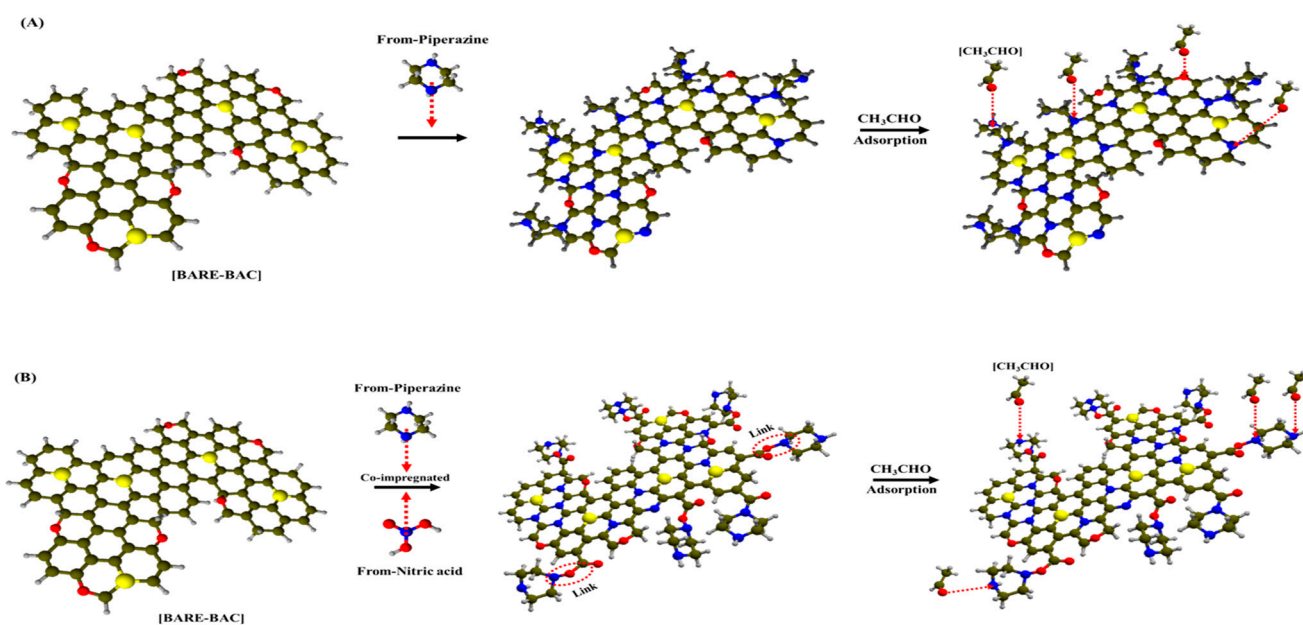 (A)
From-Piperazine
[BARE-BAC]
CH₃CHO
Adsorption
[CH₃CHO]
(B)
From-Piperazine
Co-impregnated
From-Nitric acid
[BARE-BAC]
Link
Link
CH₃CHO
Adsorption
[CH₃CHO]